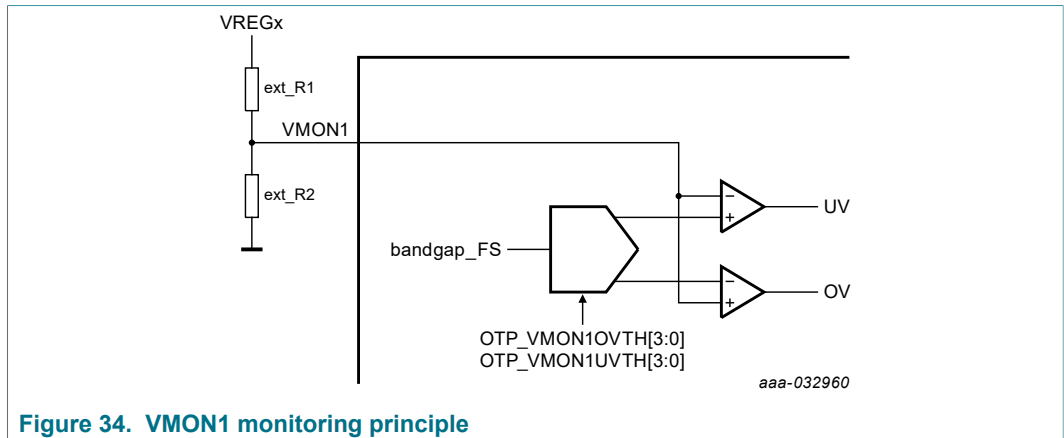 VREGx
ext_R1
VMON1
ext_R2
bandgap_FS
−
+
UV
−
+
OV
OTP_VMON1OVTH[3:0]
OTP_VMON1UVTH[3:0]
aaa-032960
Figure 34. VMON1 monitoring principle